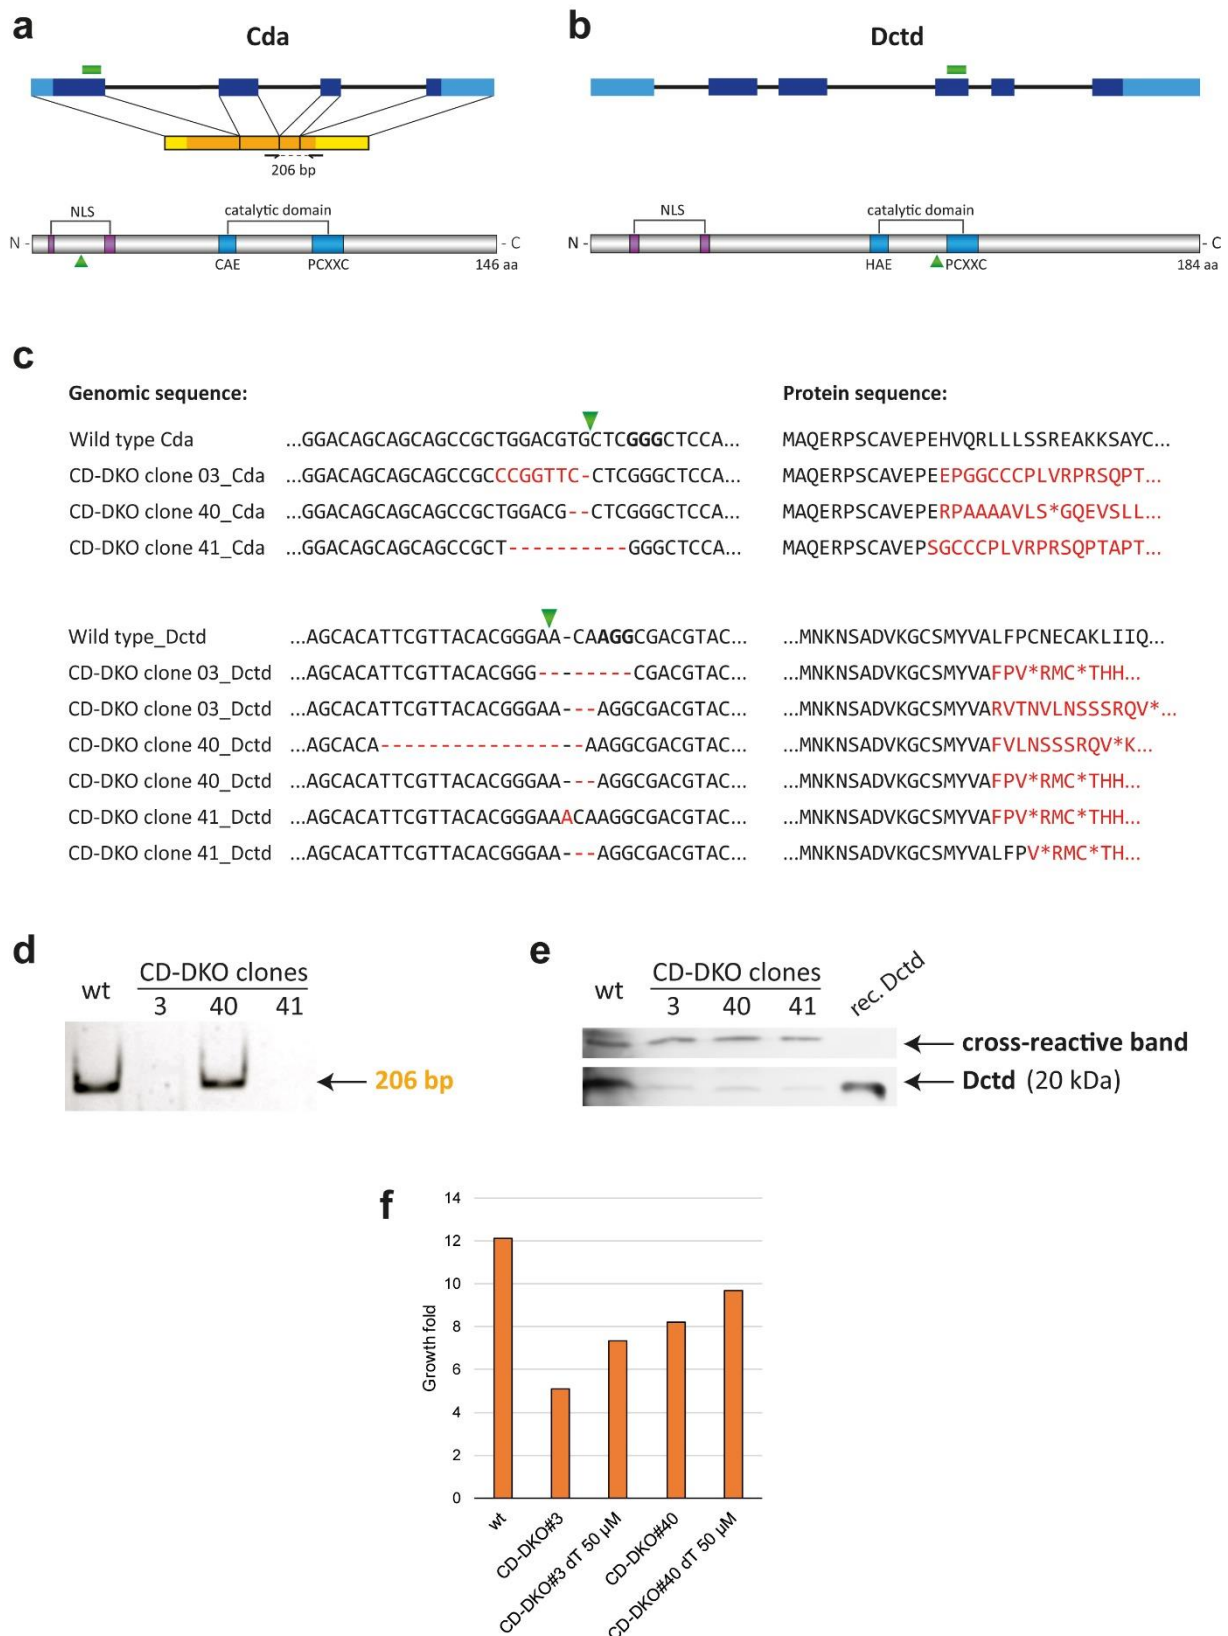 a
Cda
206 bp
NLS
catalytic domain
N -
- C
CAE
PCXXC
146 aa
b
Dctd
NLS
catalytic domain
N -
- C
HAE
PCXXC
184 aa
c
Genomic sequence:
Protein sequence:
Wild type Cda ...GGACAGCAGCAGCCGCTGGACGTGCTCGGGCTCCA... MAQERPSCAVEPEHVQRLLLSSREAKKSAYC...
CD-DKO clone 03_Cda ...GGACAGCAGCAGCCGCCCGGTTC-CTCGGGCTCCA... MAQERPSCAVEPEEPGGCCCPLVRPRSQPT...
CD-DKO clone 40_Cda ...GGACAGCAGCAGCCGCTGGACG--CTCGGGCTCCA... MAQERPSCAVEPERPAAAAVLS*GQEVSLL...
CD-DKO clone 41_Cda ...GGACAGCAGCAGCCGCT----------GGGCTCCA... MAQERPSCAVEPSGCCCPLVRPRSQPTAPT...
Wild type_Dctd ...AGCACATTCGTTACACGGGAA-CAAGGCGACGTAC... ...MNKNSADVKGCSMYVALFPCNECAKLIIQ...
CD-DKO clone 03_Dctd ...AGCACATTCGTTACACGGG--------CGACGTAC... ...MNKNSADVKGCSMYVAFPV*RMC*THH...
CD-DKO clone 03_Dctd ...AGCACATTCGTTACACGGGAA---AGGCGACGTAC... ...MNKNSADVKGCSMYVARVTNVLNSSSRQV*...
CD-DKO clone 40_Dctd ...AGCACA------------------AAGGCGACGTAC... ...MNKNSADVKGCSMYVAFVLNSSSRQV*K...
CD-DKO clone 40_Dctd ...AGCACATTCGTTACACGGGAA---AGGCGACGTAC... ...MNKNSADVKGCSMYVAFPV*RMC*THH...
CD-DKO clone 41_Dctd ...AGCACATTCGTTACACGGGAAACAAGGCGACGTAC... ...MNKNSADVKGCSMYVAFPV*RMC*THH...
CD-DKO clone 41_Dctd ...AGCACATTCGTTACACGGGAA---AGGCGACGTAC... ...MNKNSADVKGCSMYVALFPV*RMC*TH...
d
CD-DKO clones
wt 3 40 41
206 bp
e
CD-DKO clones
wt 3 40 41 rec. Dctd
cross-reactive band
Dctd (20 kDa)
f
Growth fold
14
12
10
8
6
4
2
0
wt
CD-DKO#3
CD-DKO#3 dT 50 µM
CD-DKO#40
CD-DKO#40 dT 50 µM